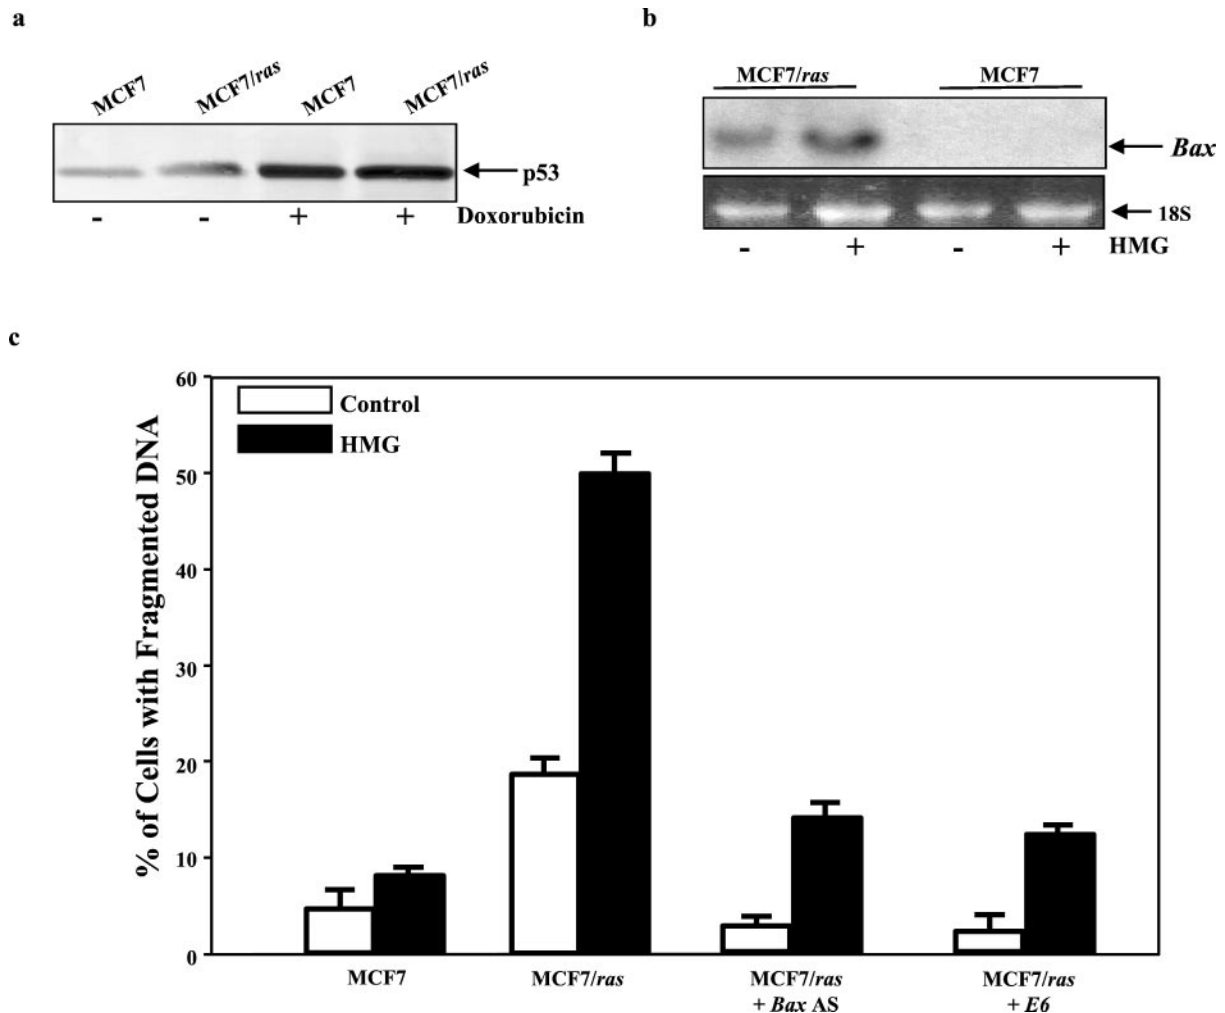 a
MCF7 MCF7/ras MCF7 MCF7/ras
p53
- - + + Doxorubicin
b
MCF7/ras MCF7
Bax
18S
- + - + HMG
c
% of Cells with Fragmented DNA
60
50
40
30
20
10
0
Control
HMG
MCF7 MCF7/ras MCF7/ras MCF7/ras
+ Bax AS + E6